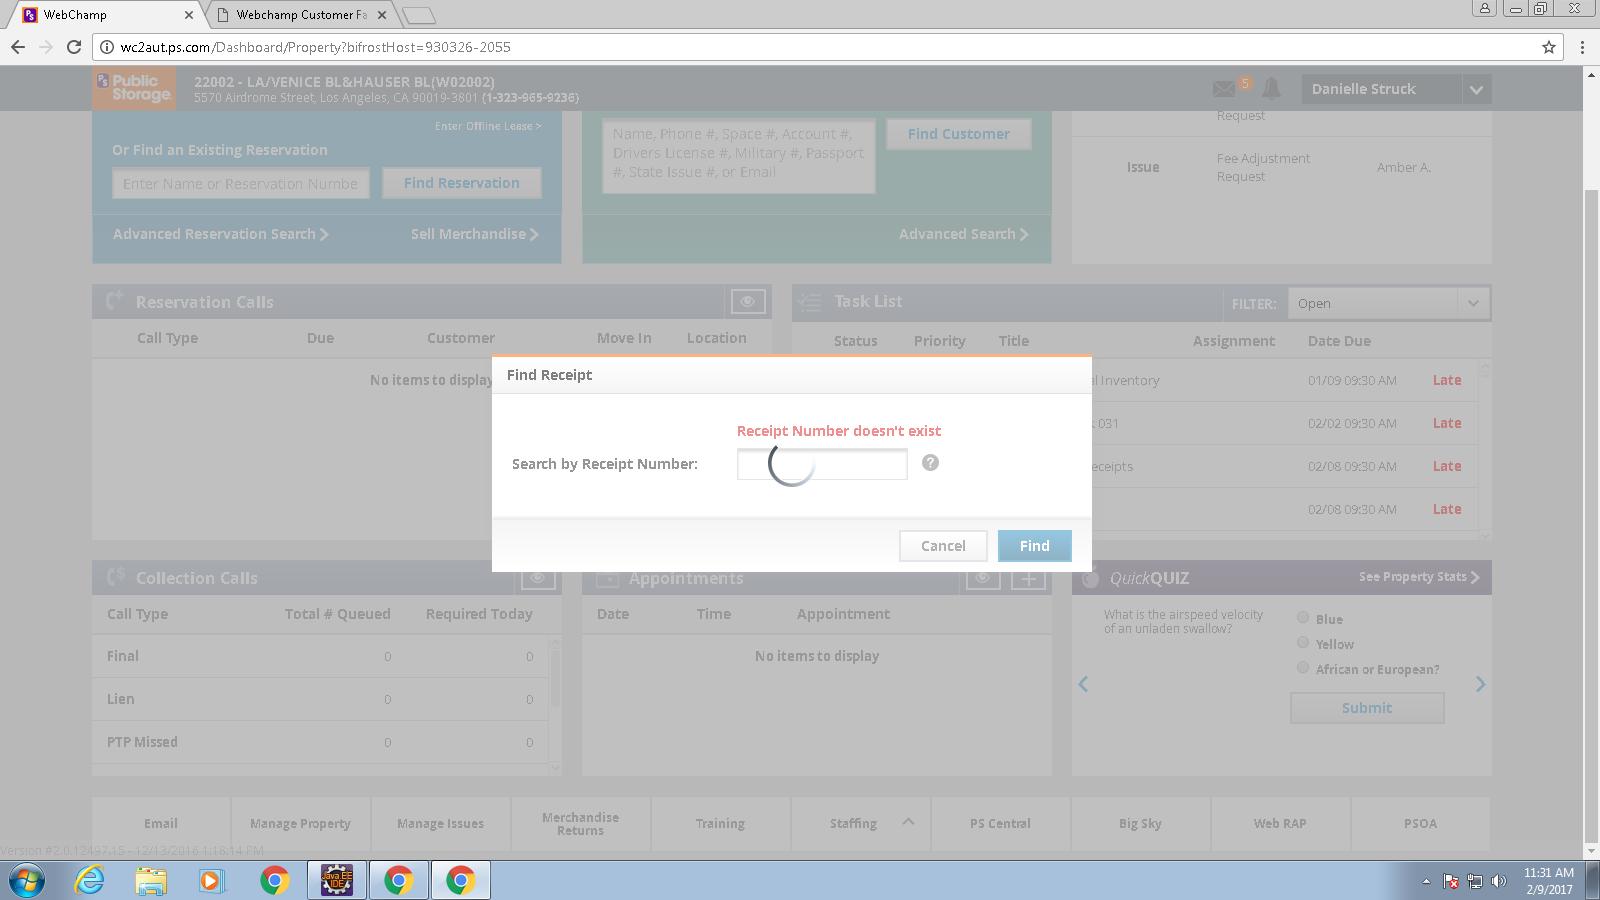 WebChamp
Webchamp Customer Fa
wc2aut.ps.com/Dashboard/Property?bifrostHost=930326-2055
Public
Storage
22002 - LA/VENICE BL&HAUSER BL(W02002)
5570 Airdrome Street, Los Angeles, CA 90019-3801 (1-323-965-9236)
5
Danielle Struck
Enter Offline Lease >
Or Find an Existing Reservation
Enter Name or Reservation Numbe
Find Reservation
Advanced Reservation Search
Sell Merchandise
Name, Phone #, Space #, Account #,
Drivers License #, Military #, Passport
#, State Issue #, or Email
Find Customer
Advanced Search
Request
Issue
Fee Adjustment
Request
Amber A.
Reservation Calls
Call Type Due Customer Move In Location
No items to display
Task List
FILTER: Open
Status Priority Title Assignment Date Due
al Inventory 01/09 09:30 AM Late
031 02/02 09:30 AM Late
eceipts 02/08 09:30 AM Late
02/08 09:30 AM Late
Find Receipt
Receipt Number doesn't exist
Search by Receipt Number:
?
Cancel
Find
Collection Calls
Call Type Total # Queued Required Today
Final 0 0
Lien 0 0
PTP Missed 0 0
Appointments
Date Time Appointment
No items to display
QuickQUIZ
See Property Stats
What is the airspeed velocity
of an unladen swallow?
Blue
Yellow
African or European?
Submit
Email
Manage Property
Manage Issues
Merchandise
Returns
Training
Staffing
PS Central
Big Sky
Web RAP
PSOA
Version #2.0.12497.15 - 12/13/2016 1:18:14 PM
Java EE
IDE
11:31 AM
2/9/2017